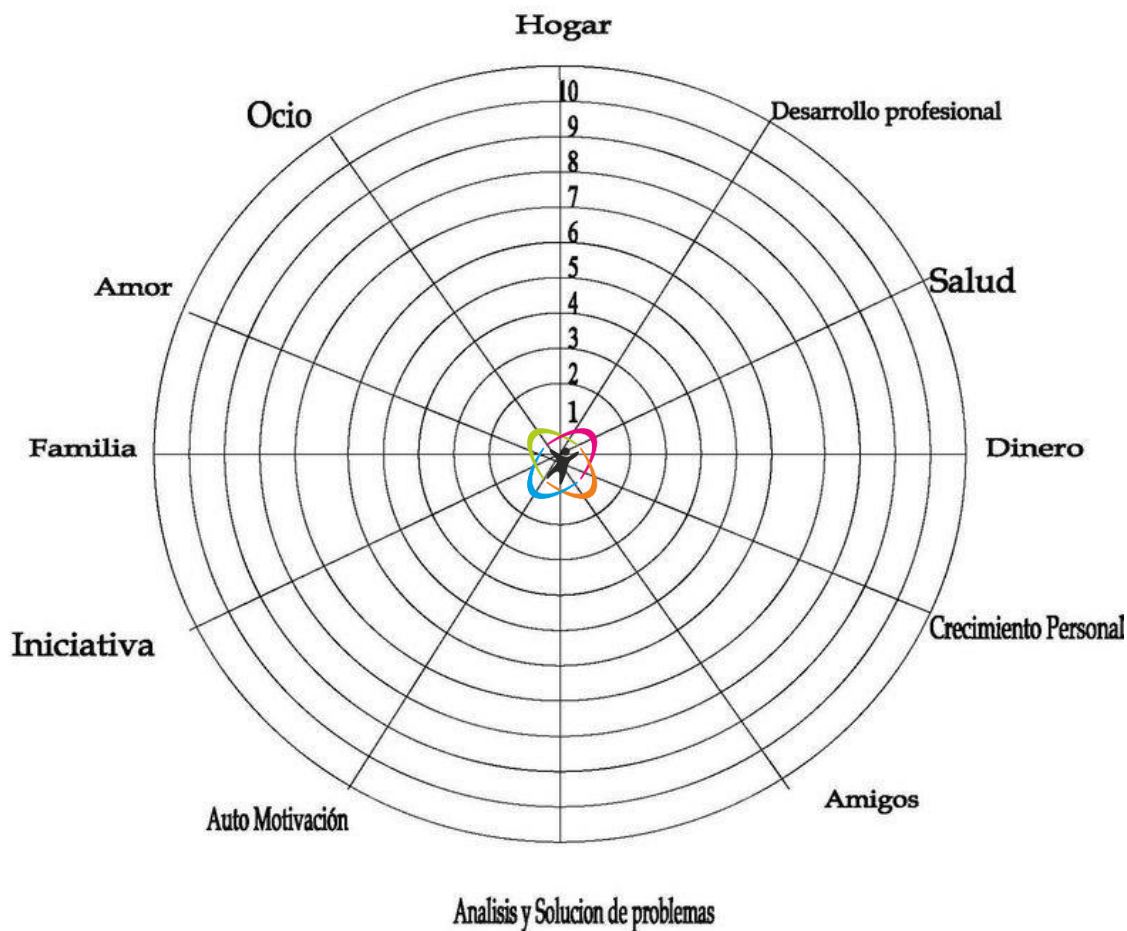 Hogar
Ocio
Desarrollo profesional
10
9
8
7
6
5
4
3
2
1
Amor
Salud
Familia
Dinero
Iniciativa
Crecimiento Personal
Auto Motivación
Amigos
Analisis y Solucion de problemas